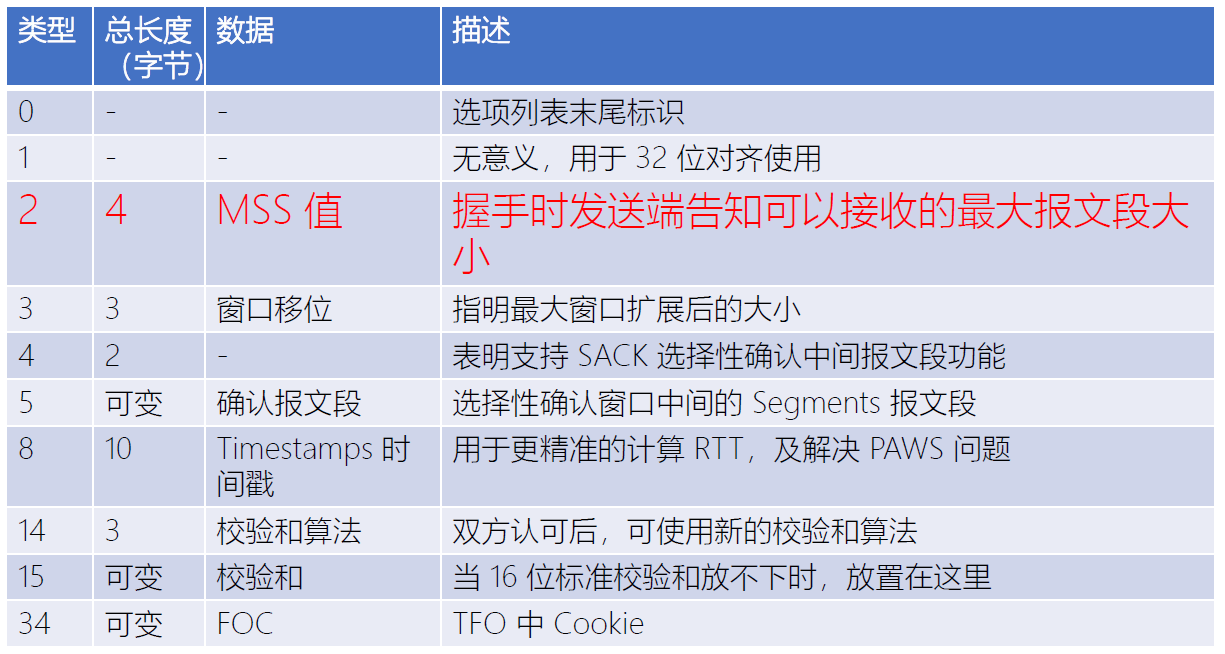 类型 总长度（字节） 数据 描述
0 - - 选项列表末尾标识
1 - - 无意义，用于 32 位对齐使用
2 4 MSS 值 握手时发送端告知可以接收的最大报文段大
小
3 3 窗口移位 指明最大窗口扩展后的大小
4 2 - 表明支持 SACK 选择性确认中间报文段功能
5 可变 确认报文段 选择性确认窗口中间的 Segments 报文段
8 10 Timestamps 时间戳 用于更精准的计算 RTT，及解决 PAWS 问题
14 3 校验和算法 双方认可后，可使用新的校验和算法
15 可变 校验和 当 16 位标准校验和放不下时，放置在这里
34 可变 FOC TFO 中 Cookie